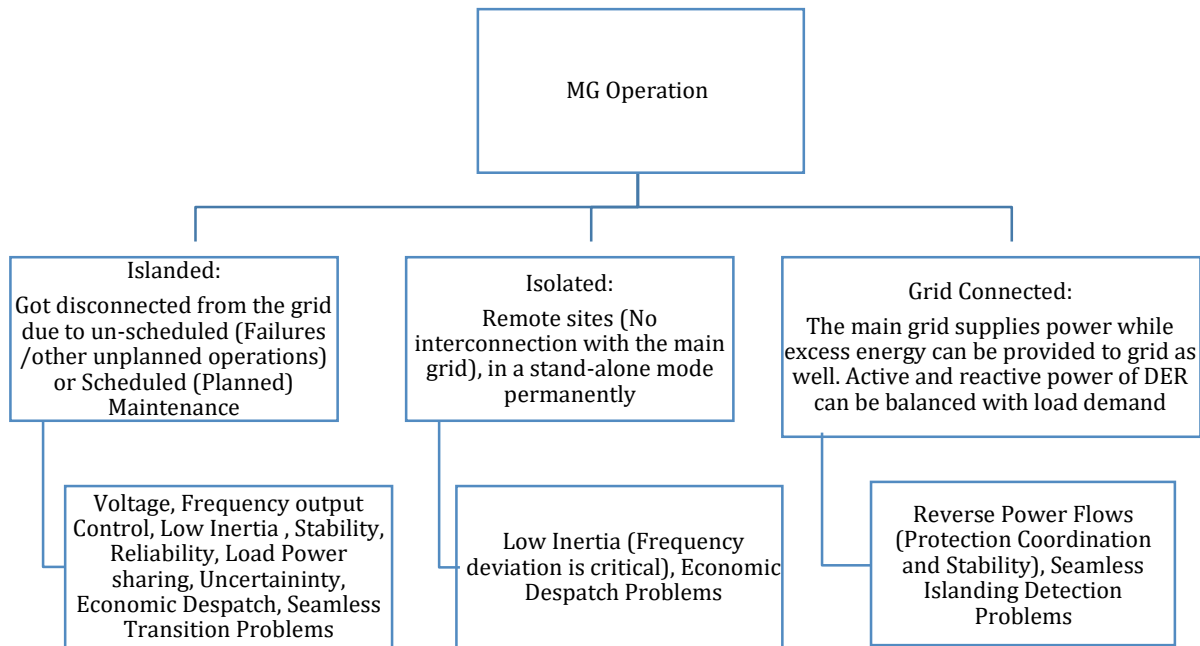 MG Operation
Islanded:
Got disconnected from the grid
due to un-scheduled (Failures
/other unplanned operations)
or Scheduled (Planned)
Maintenance
Isolated:
Remote sites (No
interconnection with the main
grid), in a stand-alone mode
permanently
Grid Connected:
The main grid supplies power while
excess energy can be provided to grid as
well. Active and reactive power of DER
can be balanced with load demand
Voltage, Frequency output
Control, Low Inertia , Stability,
Reliability, Load Power
sharing, Uncertaininty,
Economic Despatch, Seamless
Transition Problems
Low Inertia (Frequency
deviation is critical), Economic
Despatch Problems
Reverse Power Flows
(Protection Coordination
and Stability), Seamless
Islanding Detection
Problems